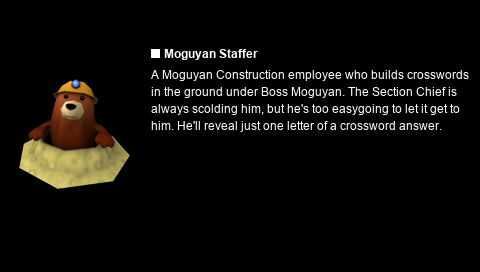 Moguyan Staffer
A Moguyan Construction employee who builds crosswords
in the ground under Boss Moguyan. The Section Chief is
always scolding him, but he's too easygoing to let it get to
him. He'll reveal just one letter of a crossword answer.